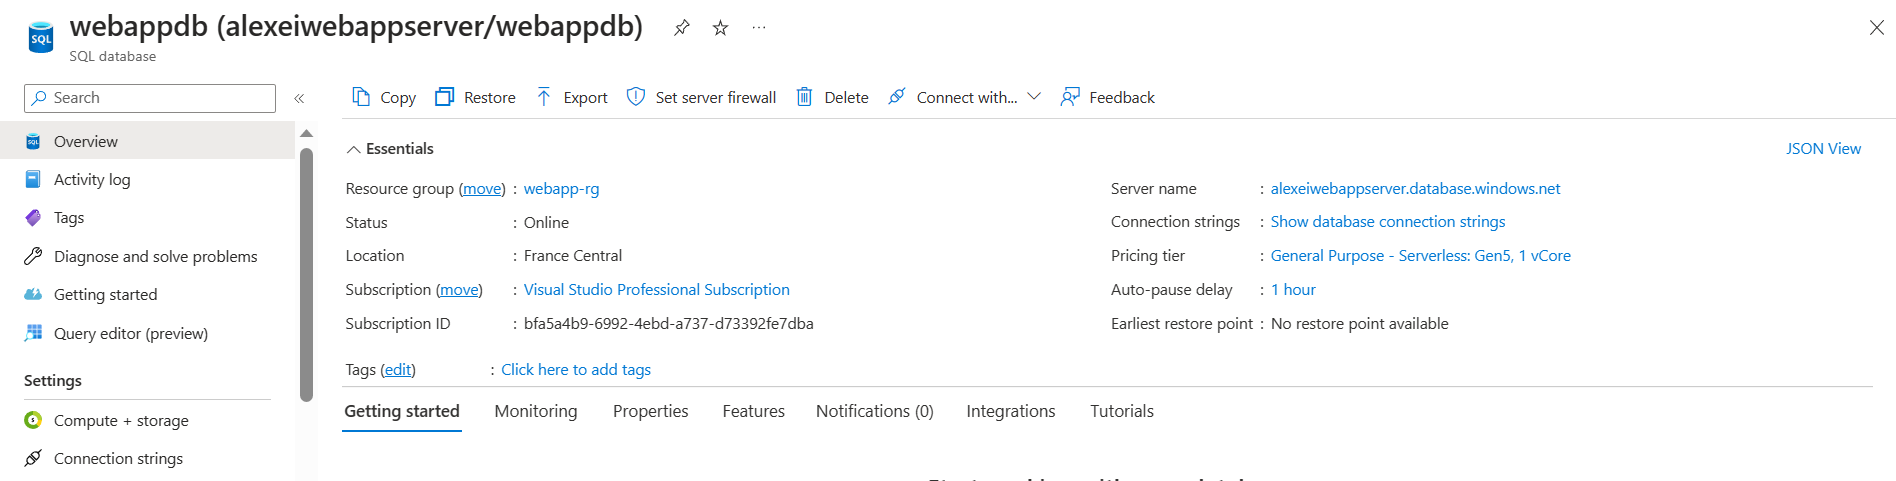 webappdb (alexeiwebappserver/webappdb)
SQL database
Search
Overview
Activity log
Tags
Diagnose and solve problems
Getting started
Query editor (preview)
Settings
Compute + storage
Connection strings
Copy Restore Export Set server firewall Delete Connect with... Feedback
Essentials
JSON View
Resource group (move) : webapp-rg
Status : Online
Location : France Central
Subscription (move) : Visual Studio Professional Subscription
Subscription ID : bfa5a4b9-6992-4ebd-a737-d73392fe7dba
Server name : alexeiwebappserver.database.windows.net
Connection strings : Show database connection strings
Pricing tier : General Purpose - Serverless: Gen5, 1 vCore
Auto-pause delay : 1 hour
Earliest restore point : No restore point available
Tags (edit) : Click here to add tags
Getting started Monitoring Properties Features Notifications (0) Integrations Tutorials